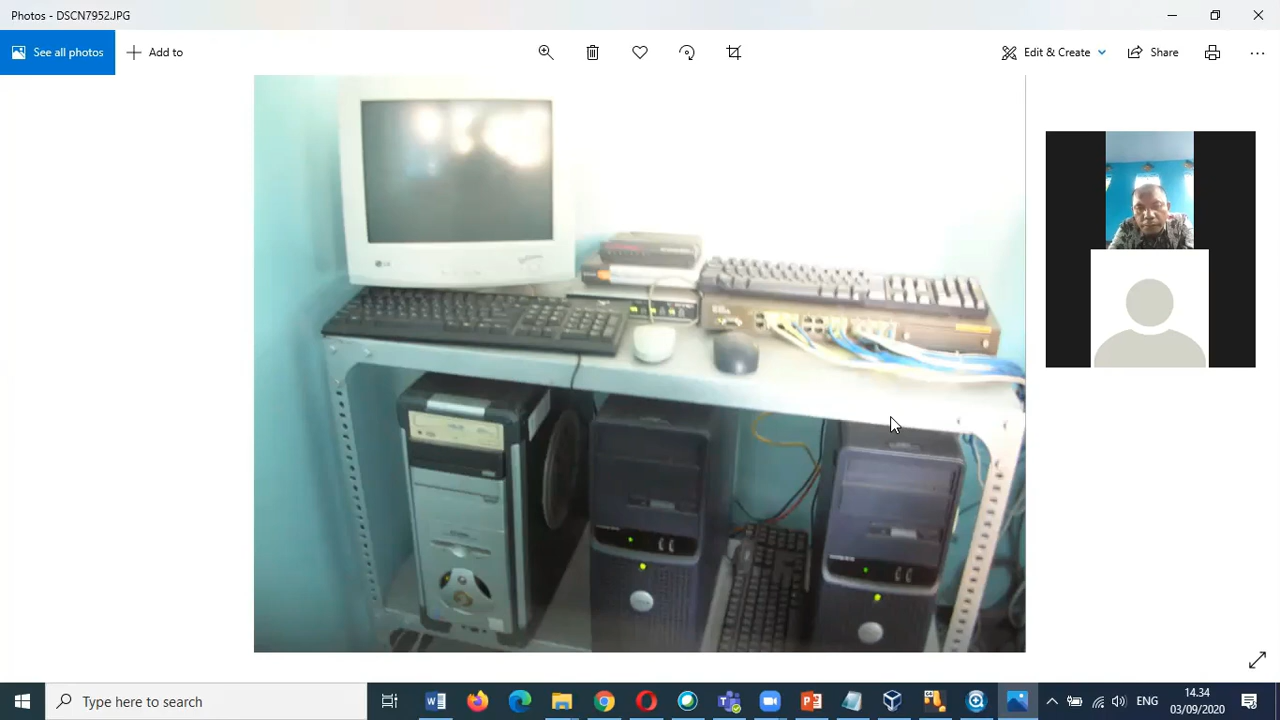 Photos - DSCN7952.JPG
See all photos
Add to
Edit & Create
Share
LG
Type here to search
ENG
14.34
03/09/2020